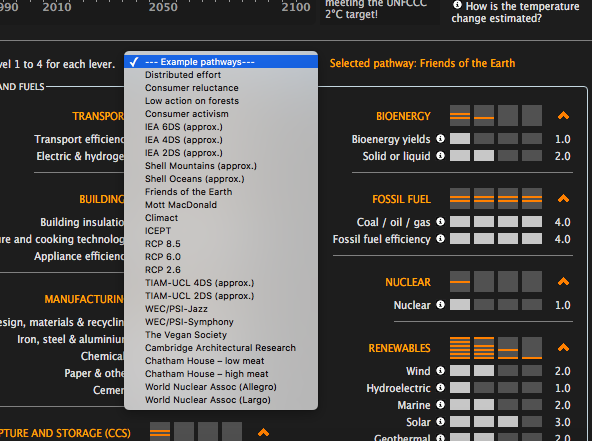 990 2010 2050 2100
meeting the UNFCCC
2°C target!
How is the temperature
change estimated?
vel 1 to 4 for each lever.
Selected pathway: Friends of the Earth
✓ --- Example pathways---
Distributed effort
Consumer reluctance
Low action on forests
Consumer activism
IEA 6DS (approx.)
IEA 4DS (approx.)
IEA 2DS (approx.)
Shell Mountains (approx.)
Shell Oceans (approx.)
Friends of the Earth
Mott MacDonald
Climact
ICEPT
RCP 8.5
RCP 6.0
RCP 2.6
TIAM-UCL 4DS (approx.)
TIAM-UCL 2DS (approx.)
WEC/PSI-Jazz
WEC/PSI-Symphony
The Vegan Society
Cambridge Architectural Research
Chatham House – low meat
Chatham House – high meat
World Nuclear Assoc (Allegro)
World Nuclear Assoc (Largo)
AND FUELS
TRANSPOR
Transport efficienc
Electric & hydroge
BUILDING
Building insulatio
ure and cooking technolog
Appliance efficienc
MANUFACTURIN
esign, materials & recyclin
Iron, steel & aluminiu
Chemical
Paper & othe
Cemen
PTURE AND STORAGE (CCS)
BIOENERGY
Bioenergy yields 1.0
Solid or liquid 2.0
FOSSIL FUEL
Coal / oil / gas 4.0
Fossil fuel efficiency 4.0
NUCLEAR
Nuclear 1.0
RENEWABLES
Wind 2.0
Hydroelectric 1.0
Marine 2.0
Solar 3.0
Geothermal 2.0